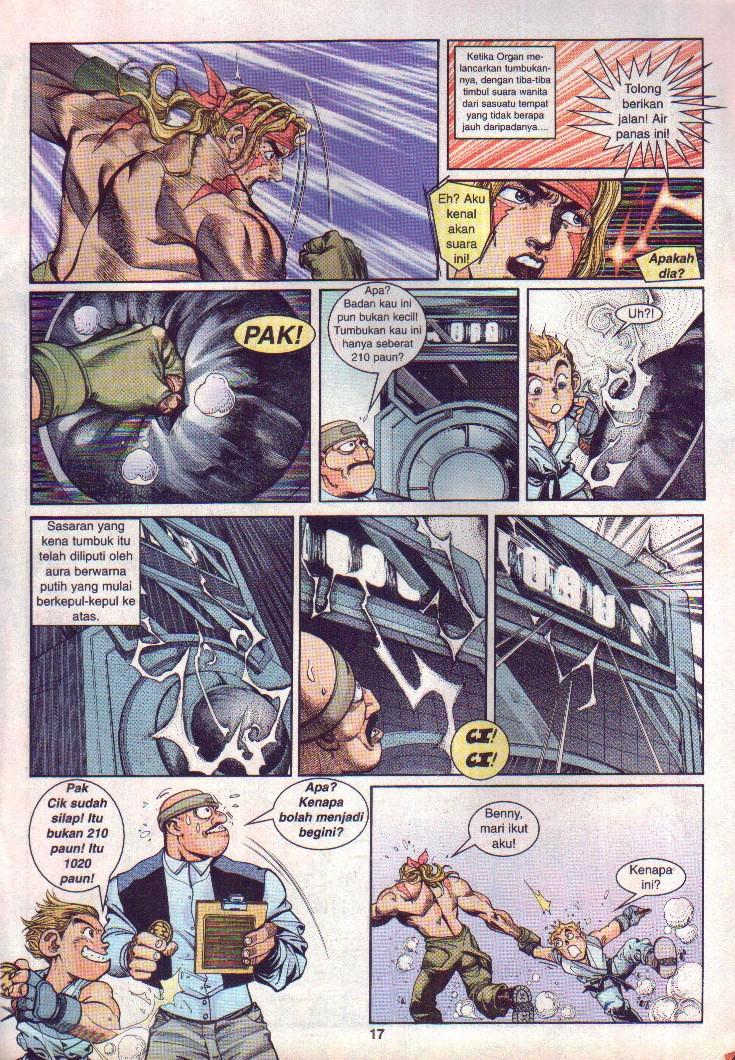 Ketika Organ me-
lancarkan tumbukan-
nya, dengan tiba-tiba
timbul suara wanita
dari sasuatu tempat
yang tidak berapa
jauh daripadanya....
Tolong
berikan
jalan! Air
panas ini!
Eh? Aku
kenal
akan
suara
ini!
Apakah
dia?
PAK!
Apa?
Badan kau ini
pun bukan kecil!
Tumbukan kau ini
hanya seberat
210 paun?
Uh?!
Sasaran yang
kena tumbuk itu
telah diliputi oleh
aura berwarna
putih yang mulai
berkepul-kepul ke
atas.
CI!
CI!
Pak
Cik sudah
silap! Itu
bukan 210
paun! Itu
1020
paun!
Apa?
Kenapa
bolah menjadi
begini?
Benny,
mari ikut
aku!
Kenapa
ini?
17